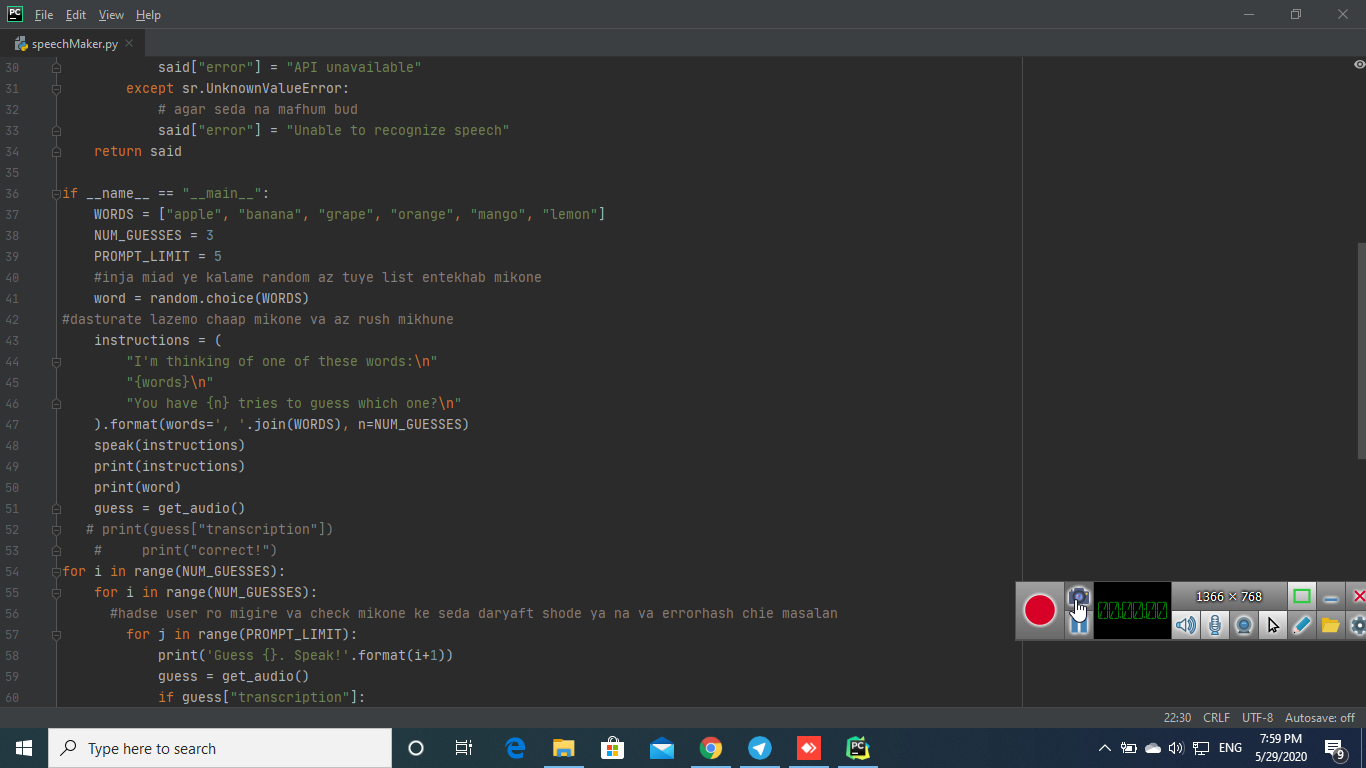 PC File Edit View Help
speechMaker.py
30 said["error"] = "API unavailable"
31 except sr.UnknownValueError:
32 # agar seda na mafhum bud
33 said["error"] = "Unable to recognize speech"
34 return said
35
36 if __name__ == "__main__":
37 WORDS = ["apple", "banana", "grape", "orange", "mango", "lemon"]
38 NUM_GUESSES = 3
39 PROMPT_LIMIT = 5
40 #inja miad ye kalame random az tuye list entekhab mikone
41 word = random.choice(WORDS)
42 #dasturate lazemo chaap mikone va az rush mikhune
43 instructions = (
44 "I'm thinking of one of these words:\n"
45 "{words}\n"
46 "You have {n} tries to guess which one?\n"
47 ).format(words=', '.join(WORDS), n=NUM_GUESSES)
48 speak(instructions)
49 print(instructions)
50 print(word)
51 guess = get_audio()
52 # print(guess["transcription"])
53 # print("correct!")
54 for i in range(NUM_GUESSES):
55 for i in range(NUM_GUESSES):
56 #hadse user ro migire va check mikone ke seda daryaft shode ya na va errorhash chie masalan
57 for j in range(PROMPT_LIMIT):
58 print('Guess {}. Speak!'.format(i+1))
59 guess = get_audio()
60 if guess["transcription"]:
1366 × 768
22:30 CRLF UTF-8 Autosave: off
Type here to search
PC
ENG
7:59 PM
5/29/2020
9